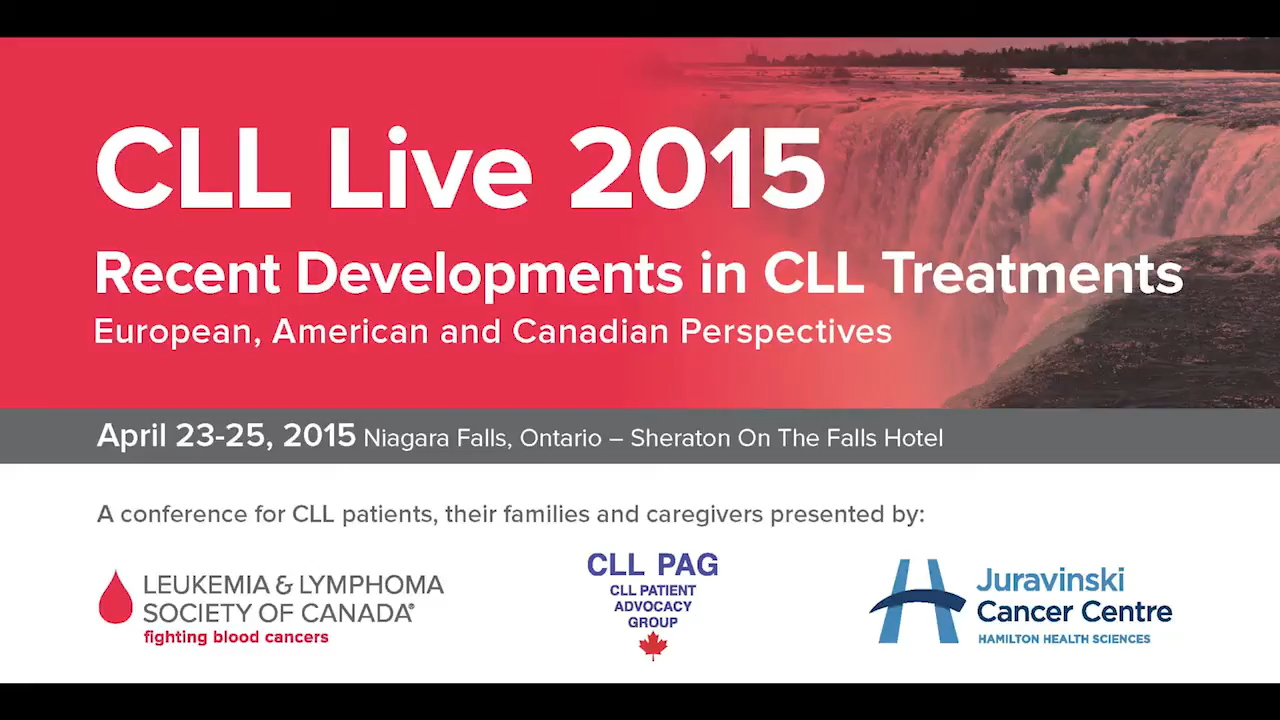 CLL Live 2015
Recent Developments in CLL Treatments
European, American and Canadian Perspectives
April 23-25, 2015 Niagara Falls, Ontario – Sheraton On The Falls Hotel
A conference for CLL patients, their families and caregivers presented by:
LEUKEMIA & LYMPHOMA
SOCIETY OF CANADA®
fighting blood cancers
CLL PAG
CLL PATIENT
ADVOCACY
GROUP
Juravinski
Cancer Centre
HAMILTON HEALTH SCIENCES